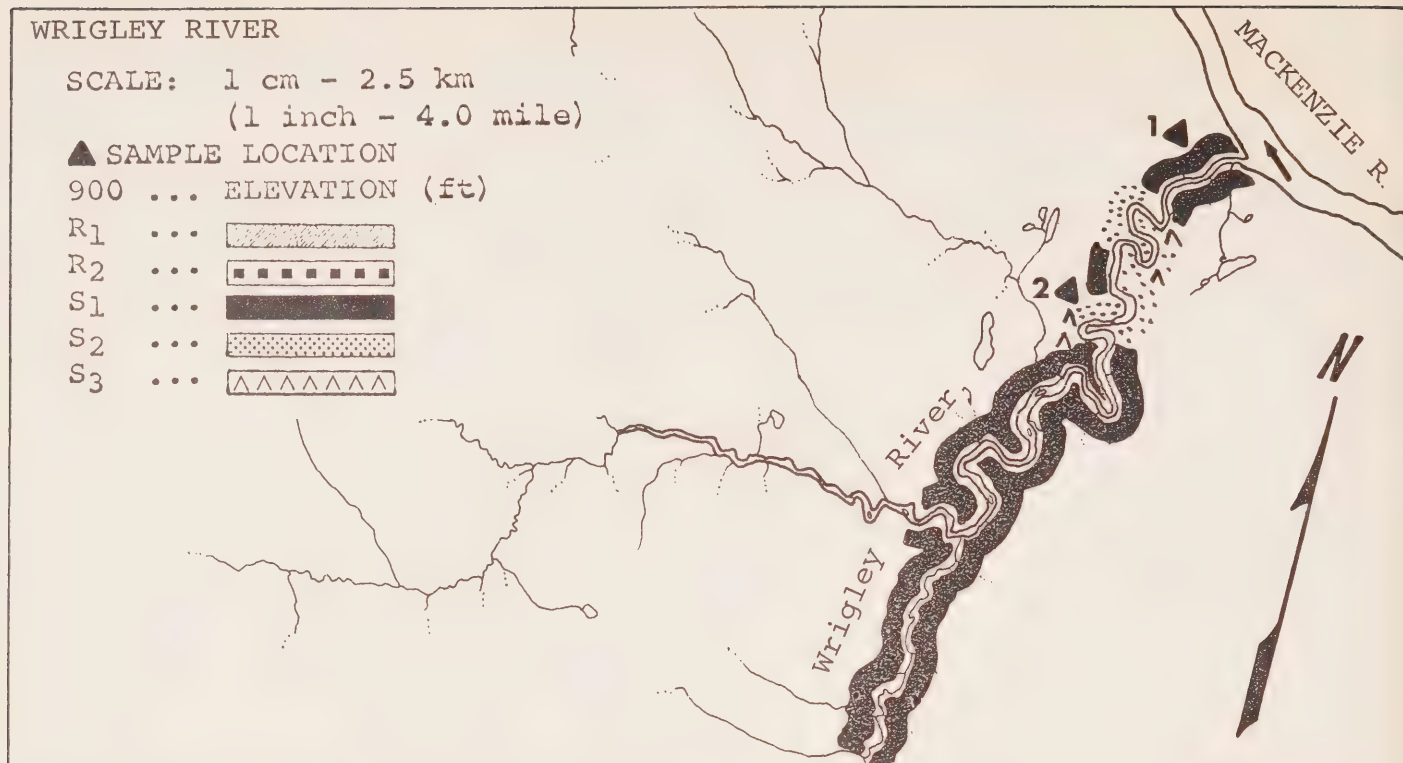 WRIGLEY RIVER
SCALE: 1 cm - 2.5 km
(1 inch - 4.0 mile)
▲ SAMPLE LOCATION
900 ... ELEVATION (ft)
R1 ...
R2 ...
S1 ...
S2 ...
S3 ...
MACKENZIE R.
1
2
N
Wrigley River